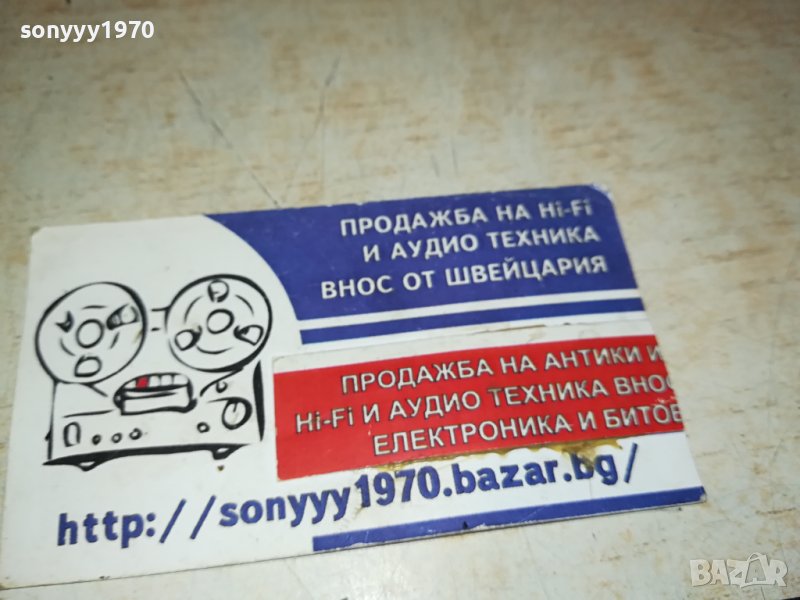 sonyyy1970
ПРОДАЖБА НА Hi-Fi
И АУДИО ТЕХНИКА
ВНОС ОТ ШВЕЙЦАРИЯ
ПРОДАЖБА НА АНТИКИ И
Hi-Fi И АУДИО ТЕХНИКА ВНОС
ЕЛЕКТРОНИКА И БИТОВ
http://sonyyy1970.bazar.bg/
BAZAR